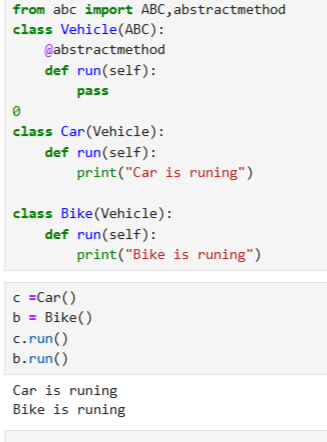 from abc import ABC,abstractmethod
class Vehicle(ABC):
    @abstractmethod
    def run(self):
        pass
0
class Car(Vehicle):
    def run(self):
        print("Car is runing")

class Bike(Vehicle):
    def run(self):
        print("Bike is runing")
c =Car()
b = Bike()
c.run()
b.run()
Car is runing
Bike is runing